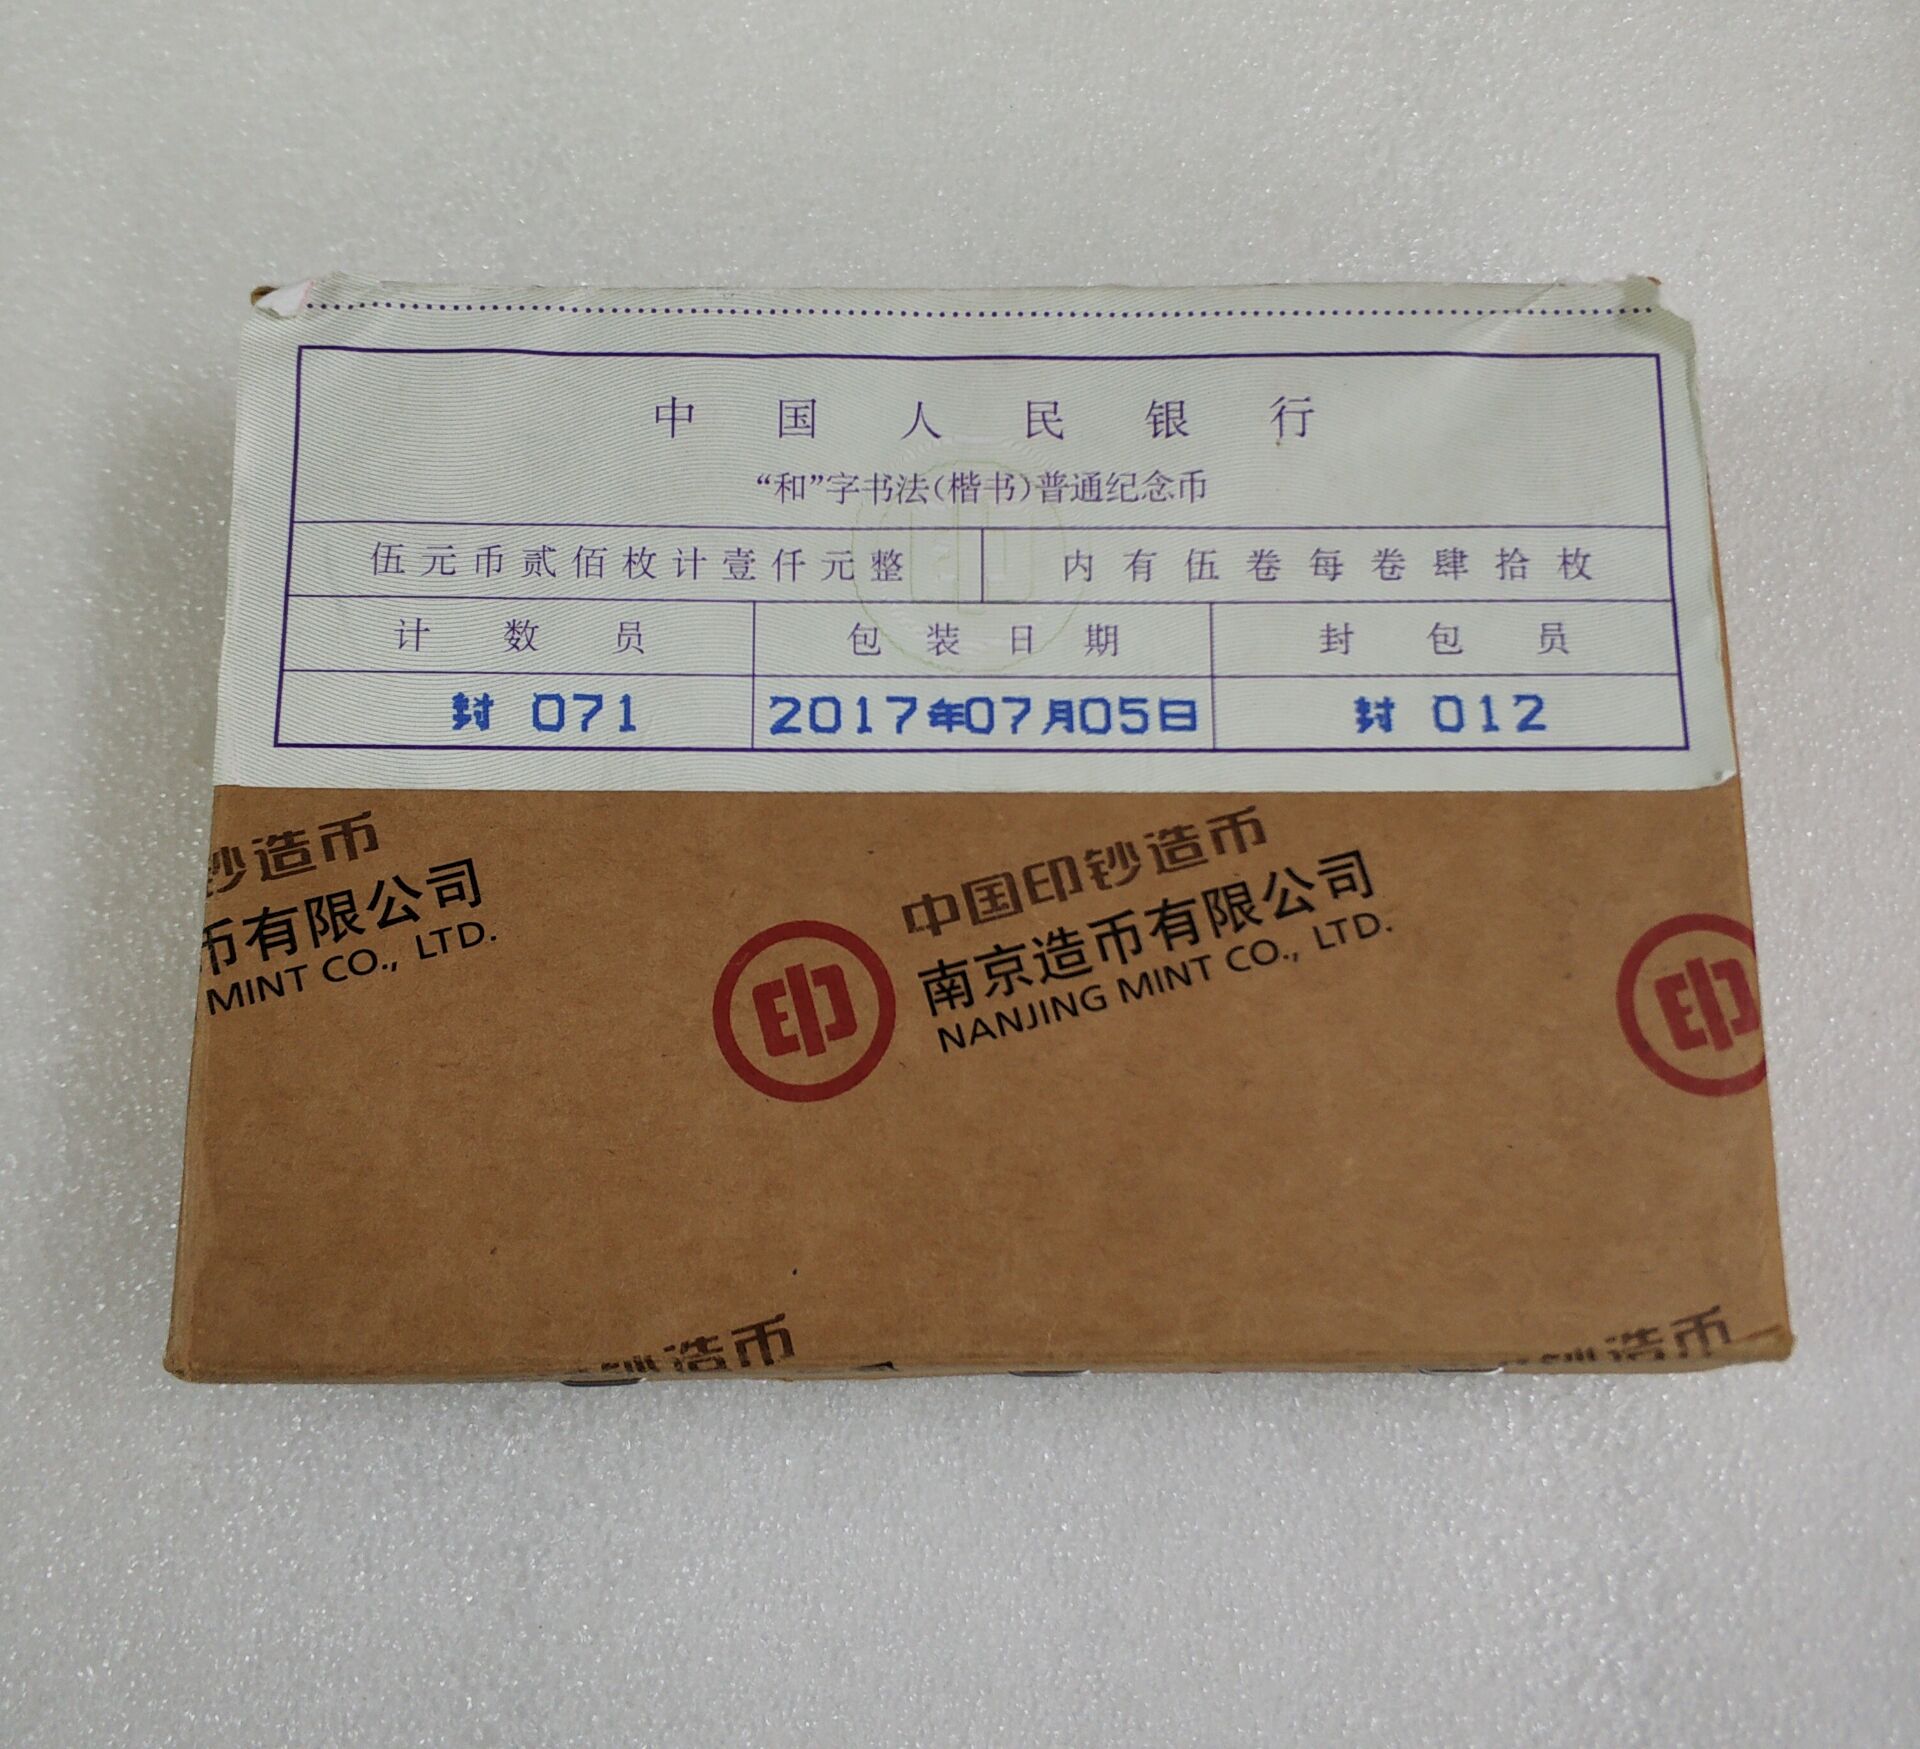 中国人民银行
“和”字书法(楷书)普通纪念币
伍元币贰佰枚计壹仟元整 内有伍卷每卷肆拾枚
计数员 包装日期 封包员
封 071 2017年07月05日 封 012
钞造币
币有限公司
MINT CO., LTD.
印
中国印钞造币
南京造币有限公司
NANJING MINT CO., LTD.
印
钞造币
钞造币